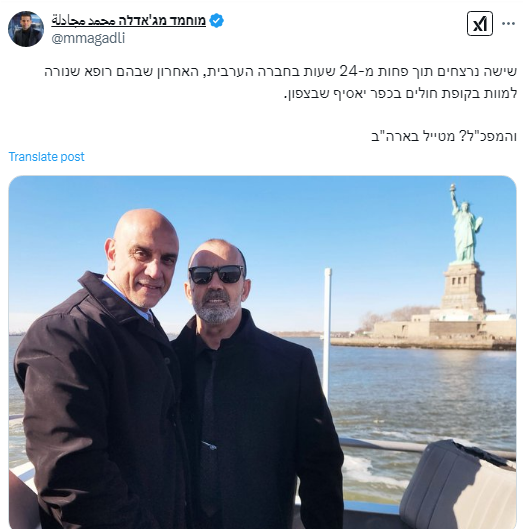 מוחמד מג'אדלה محمد مجادلة
@mmagadli
שישה נרצחים תוך פחות מ-24 שעות בחברה הערבית, האחרון שבהם רופא שנורה
למוות בקופת חולים בכפר יאסיף שבצפון.
והמפכ"ל? מטייל בארה"ב
Translate post